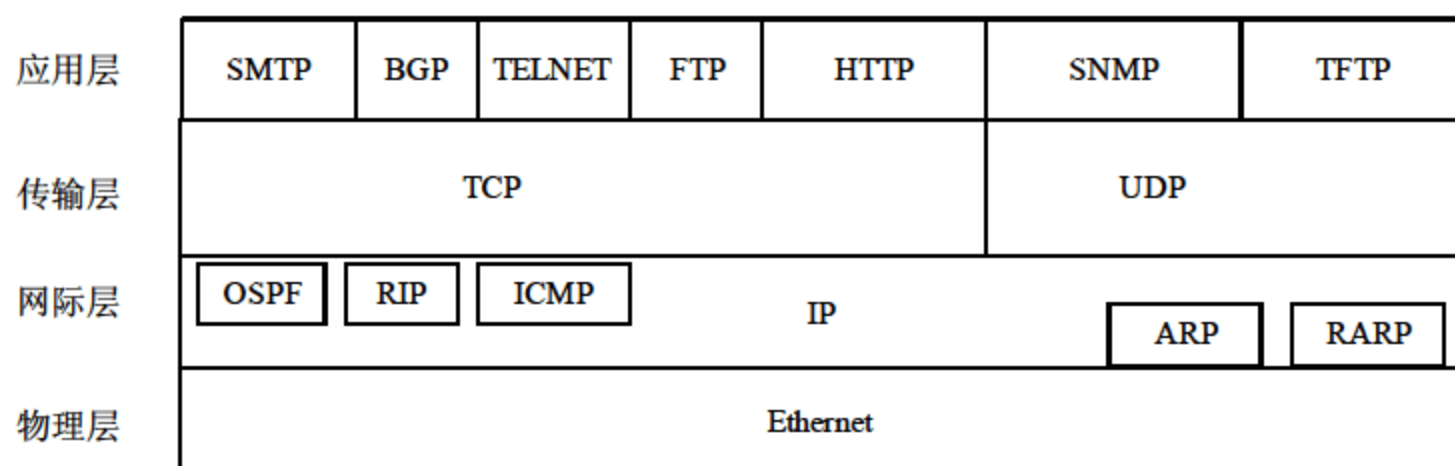 应用层 SMTP BGP TELNET FTP HTTP SNMP TFTP
传输层 TCP UDP
网际层 OSPF RIP ICMP IP ARP RARP
物理层 Ethernet